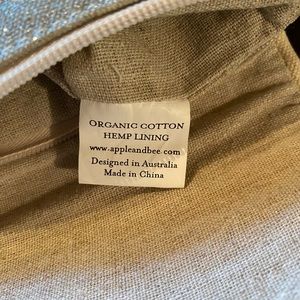 ORGANIC COTTON
HEMP LINING
www.appleandbee.com
Designed in Australia
Made in China